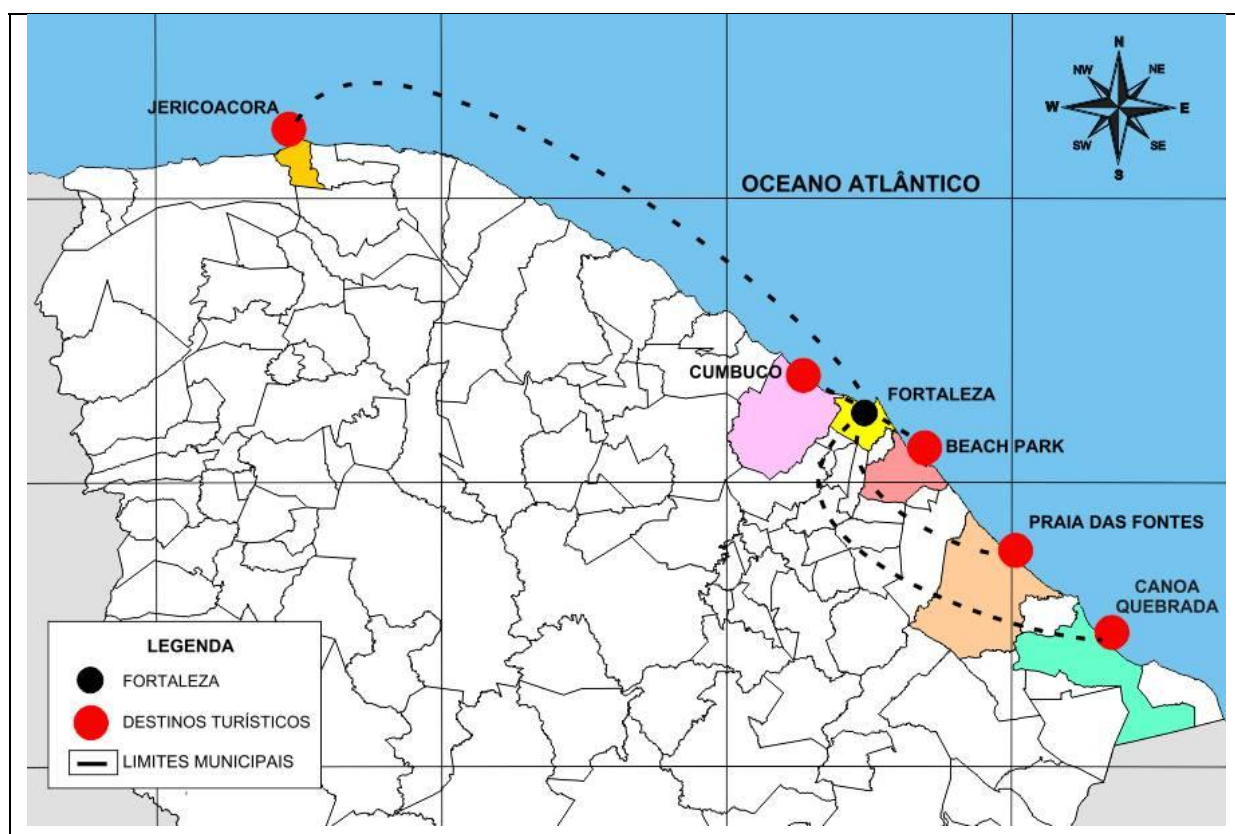 N
NW
NE
W
E
SW
SE
S
JERICOACORA
OCEANO ATLÂNTICO
CUMBUCO
FORTALEZA
BEACH PARK
PRAIA DAS FONTES
CANOA
QUEBRADA
LEGENDA
FORTALEZA
DESTINOS TURÍSTICOS
LIMITES MUNICIPAIS